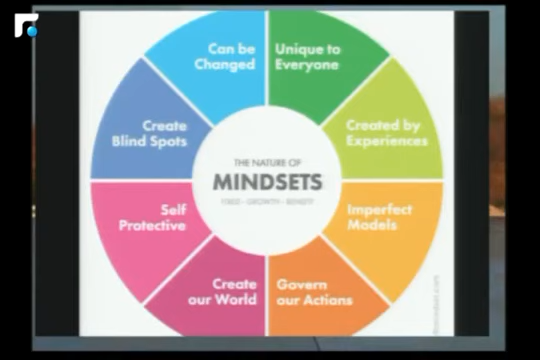 Can be
Changed
Unique to
Everyone
Create
Blind Spots
Created by
Experiences
THE NATURE OF
MINDSETS
Self
Protective
Imperfect
Models
Create
our World
Govern
our Actions